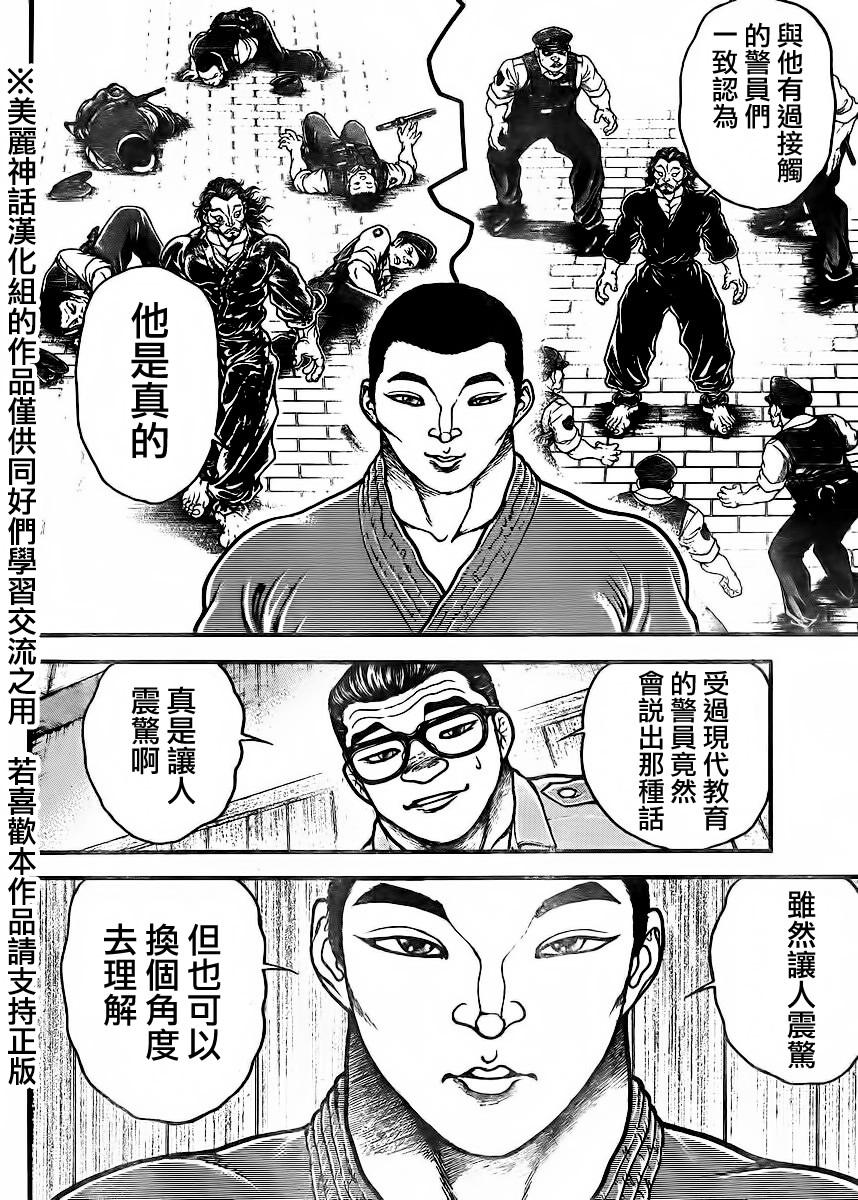 與他有過接觸
的警員們
一致認為
他是真的
受過現代教育
的警員竟然
會説出那種話
真是讓人
震驚啊
雖然讓人震驚
但也可以
換個角度
去理解
※美麗神話漢化組的作品僅供同好們學習交流之用 若喜歡本作品請支持正版